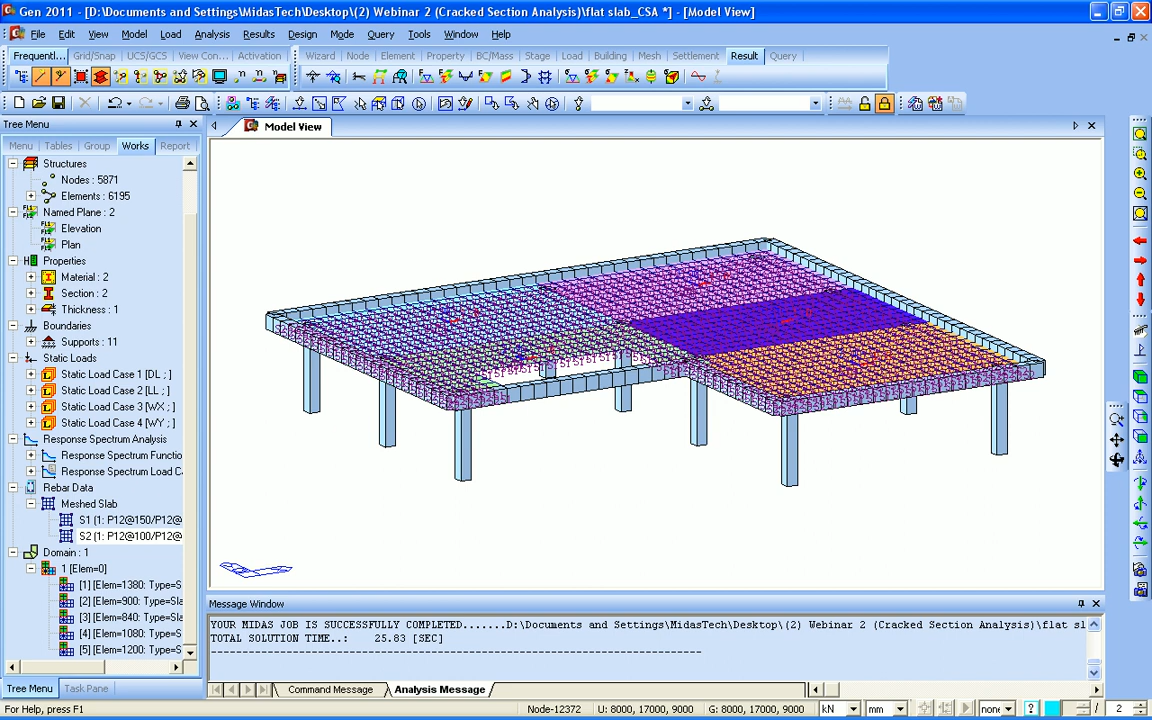 Gen 2011 - [D:\Documents and Settings\MidasTech\Desktop\(2) Webinar 2 (Cracked Section Analysis)\flat slab_CSA *] - [Model View]
File Edit View Model Load Analysis Results Design Mode Query Tools Window Help
Frequentl... Grid/Snap UCS/GCS View Con... Activation Wizard Node Element Property BC/Mass Stage Load Building Mesh Settlement Result Query
Tree Menu
Model View
Menu Tables Group Works Report
Structures
Nodes : 5871
Elements : 6195
Named Plane : 2
Elevation
Plan
Properties
Material : 2
Section : 2
Thickness : 1
Boundaries
Supports : 11
Static Loads
Static Load Case 1 [DL ; ]
Static Load Case 2 [LL ; ]
Static Load Case 3 [WX ; ]
Static Load Case 4 [WY ; ]
Response Spectrum Analysis
Response Spectrum Functio
Response Spectrum Load C
Rebar Data
Meshed Slab
S1 (1: P12@150/P12@
S2 (1: P12@100/P12@
Domain : 1
1 [Elem=0]
[1] [Elem=1380: Type=S
[2] [Elem=900: Type=Sla
[3] [Elem=840: Type=Sla
[4] [Elem=1080: Type=S
[5] [Elem=1200: Type=S
Message Window
YOUR MIDAS JOB IS SUCCESSFULLY COMPLETED.......D:\Documents and Settings\MidasTech\Desktop\(2) Webinar 2 (Cracked Section Analysis)\flat sl
TOTAL SOLUTION TIME..: 25.83 [SEC]
Command Message Analysis Message
Tree Menu Task Pane
For Help, press F1
Node-12372 U: 8000, 17000, 9000 G: 8000, 17000, 9000 kN mm none ? / 2